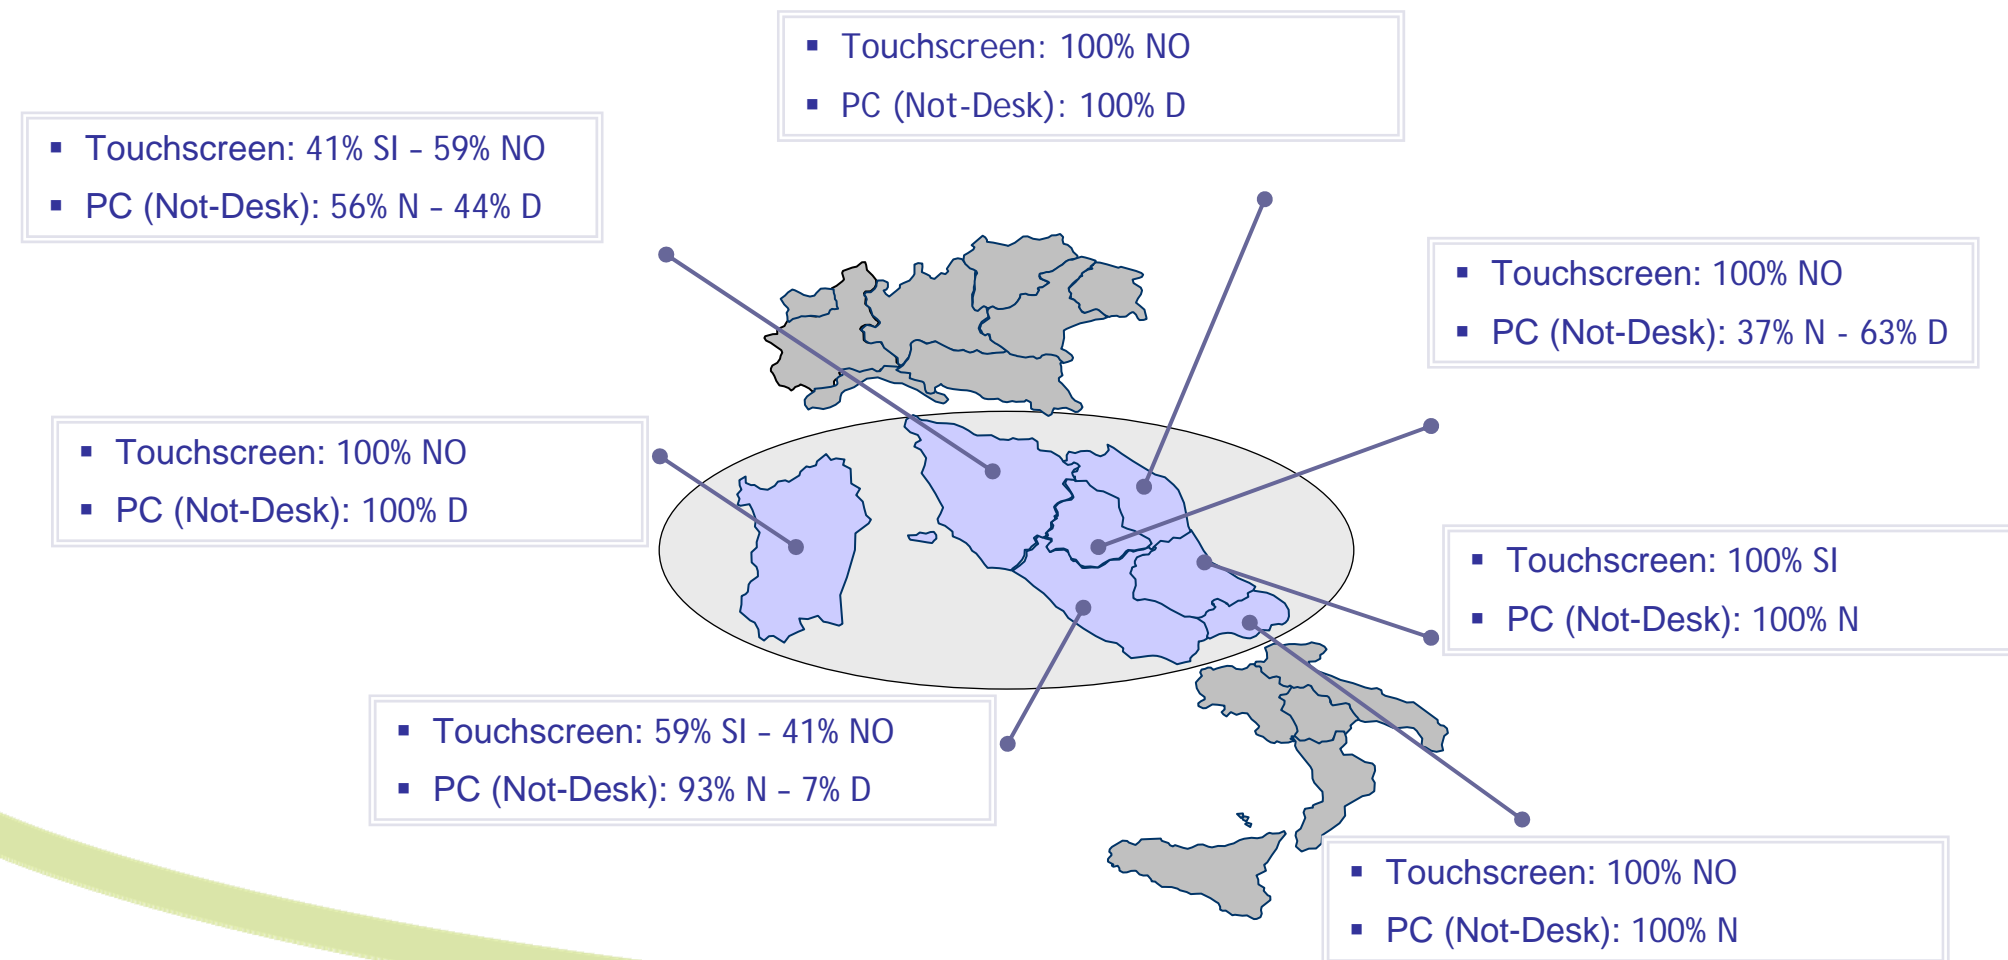 ▪ Touchscreen: 100% NO
▪ PC (Not-Desk): 100% D
▪ Touchscreen: 41% SI – 59% NO
▪ PC (Not-Desk): 56% N – 44% D
▪ Touchscreen: 100% NO
▪ PC (Not-Desk): 37% N - 63% D
▪ Touchscreen: 100% NO
▪ PC (Not-Desk): 100% D
▪ Touchscreen: 100% SI
▪ PC (Not-Desk): 100% N
▪ Touchscreen: 59% SI – 41% NO
▪ PC (Not-Desk): 93% N – 7% D
▪ Touchscreen: 100% NO
▪ PC (Not-Desk): 100% N